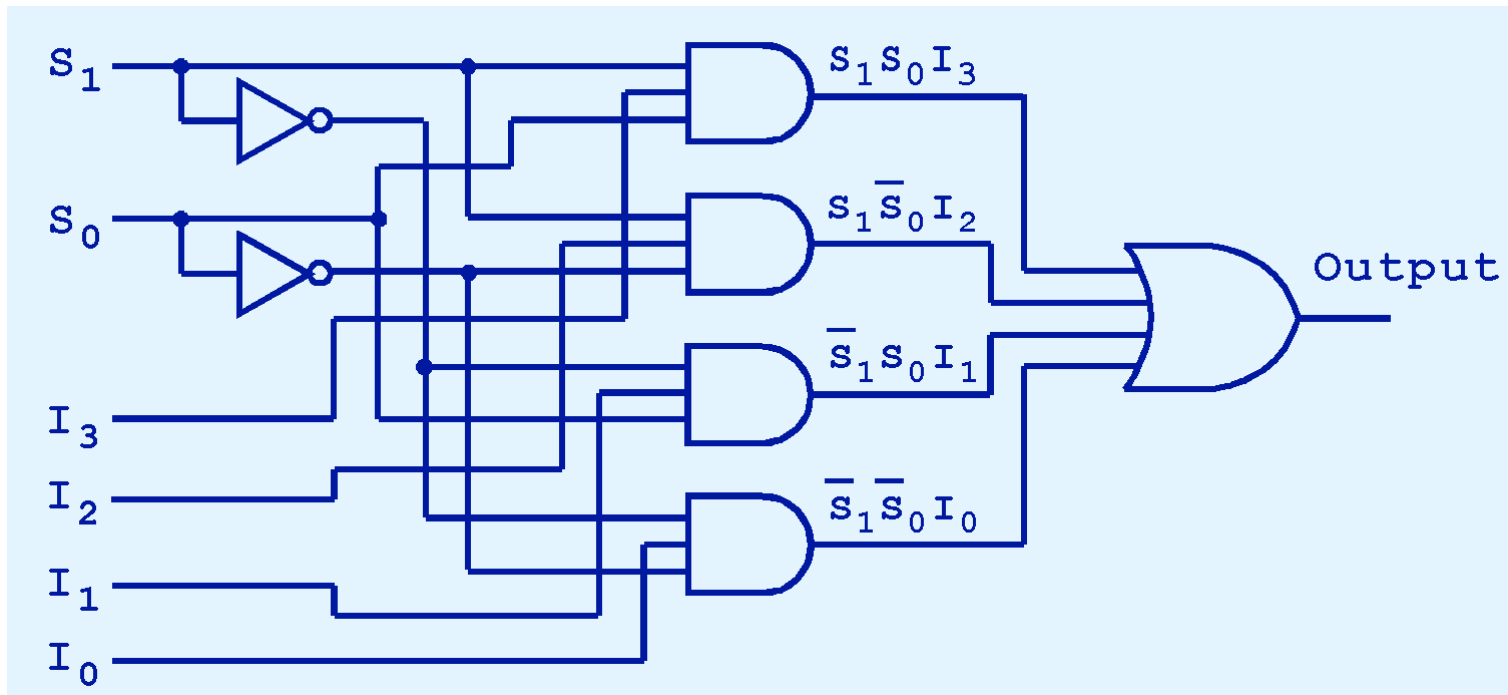 S₁
S₀
I₃
I₂
I₁
I₀
S₁S₀I₃
S₁S̅₀I₂
S̅₁S₀I₁
S̅₁S̅₀I₀
Output